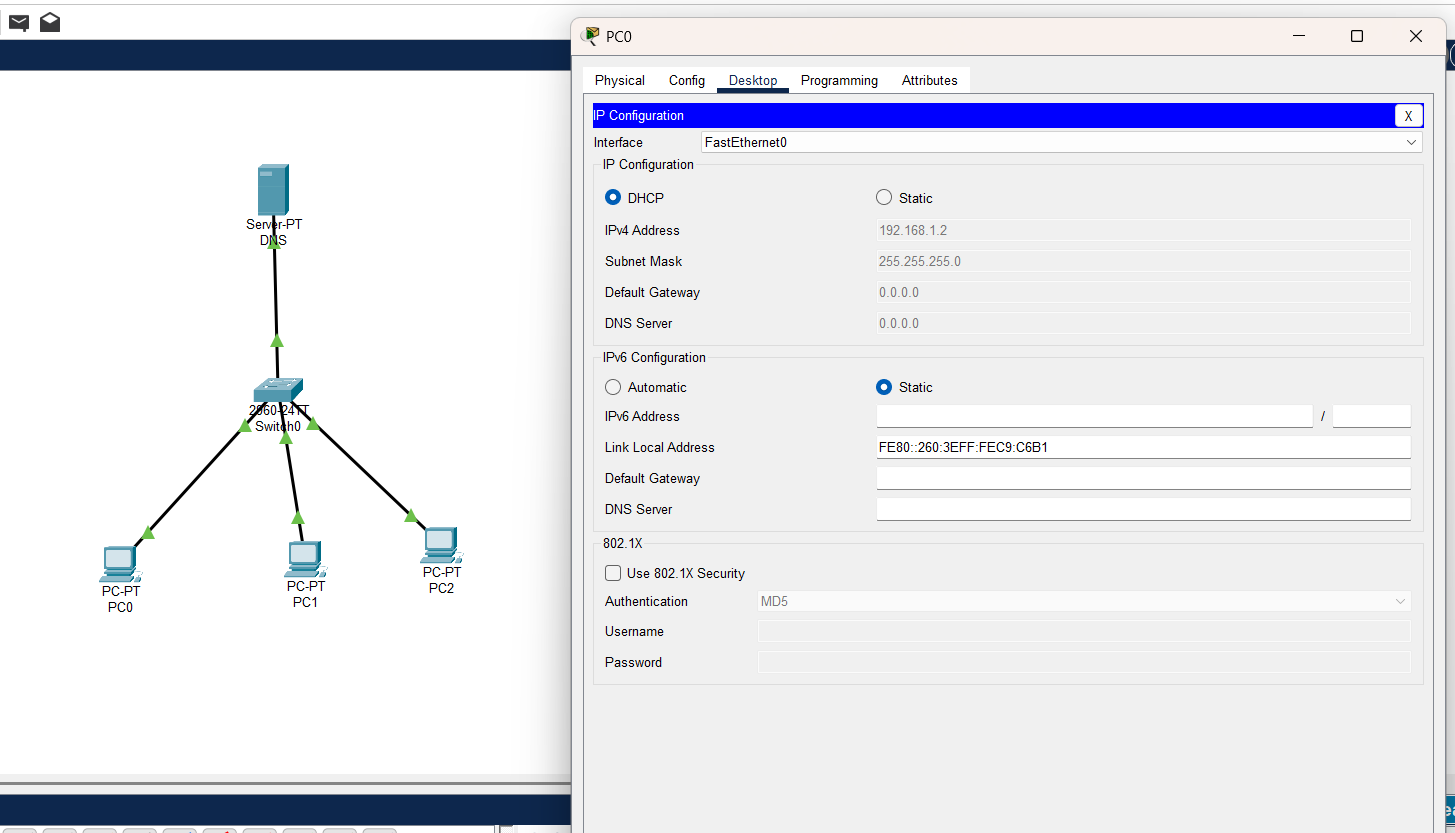 Server-PT
DNS
2960-24TT
Switch0
PC-PT
PC0
PC-PT
PC1
PC-PT
PC2
PC0
Physical Config Desktop Programming Attributes
IP Configuration X
Interface FastEthernet0
IP Configuration
DHCP Static
IPv4 Address 192.168.1.2
Subnet Mask 255.255.255.0
Default Gateway 0.0.0.0
DNS Server 0.0.0.0
IPv6 Configuration
Automatic Static
IPv6 Address /
Link Local Address FE80::260:3EFF:FEC9:C6B1
Default Gateway
DNS Server
802.1X
Use 802.1X Security
Authentication MD5
Username
Password